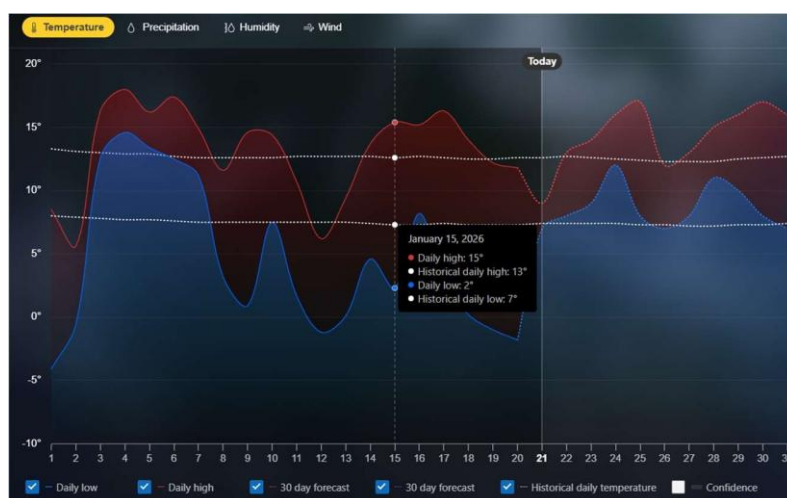 Temperature Precipitation Humidity Wind
Today
20°
15°
10°
5°
0°
-5°
-10°
January 15, 2026
Daily high: 15°
Historical daily high: 13°
Daily low: 2°
Historical daily low: 7°
1 2 3 4 5 6 7 8 9 10 11 12 13 14 15 16 17 18 19 20 21 22 23 24 25 26 27 28 29 30
Daily low Daily high 30 day forecast 30 day forecast Historical daily temperature Confidence